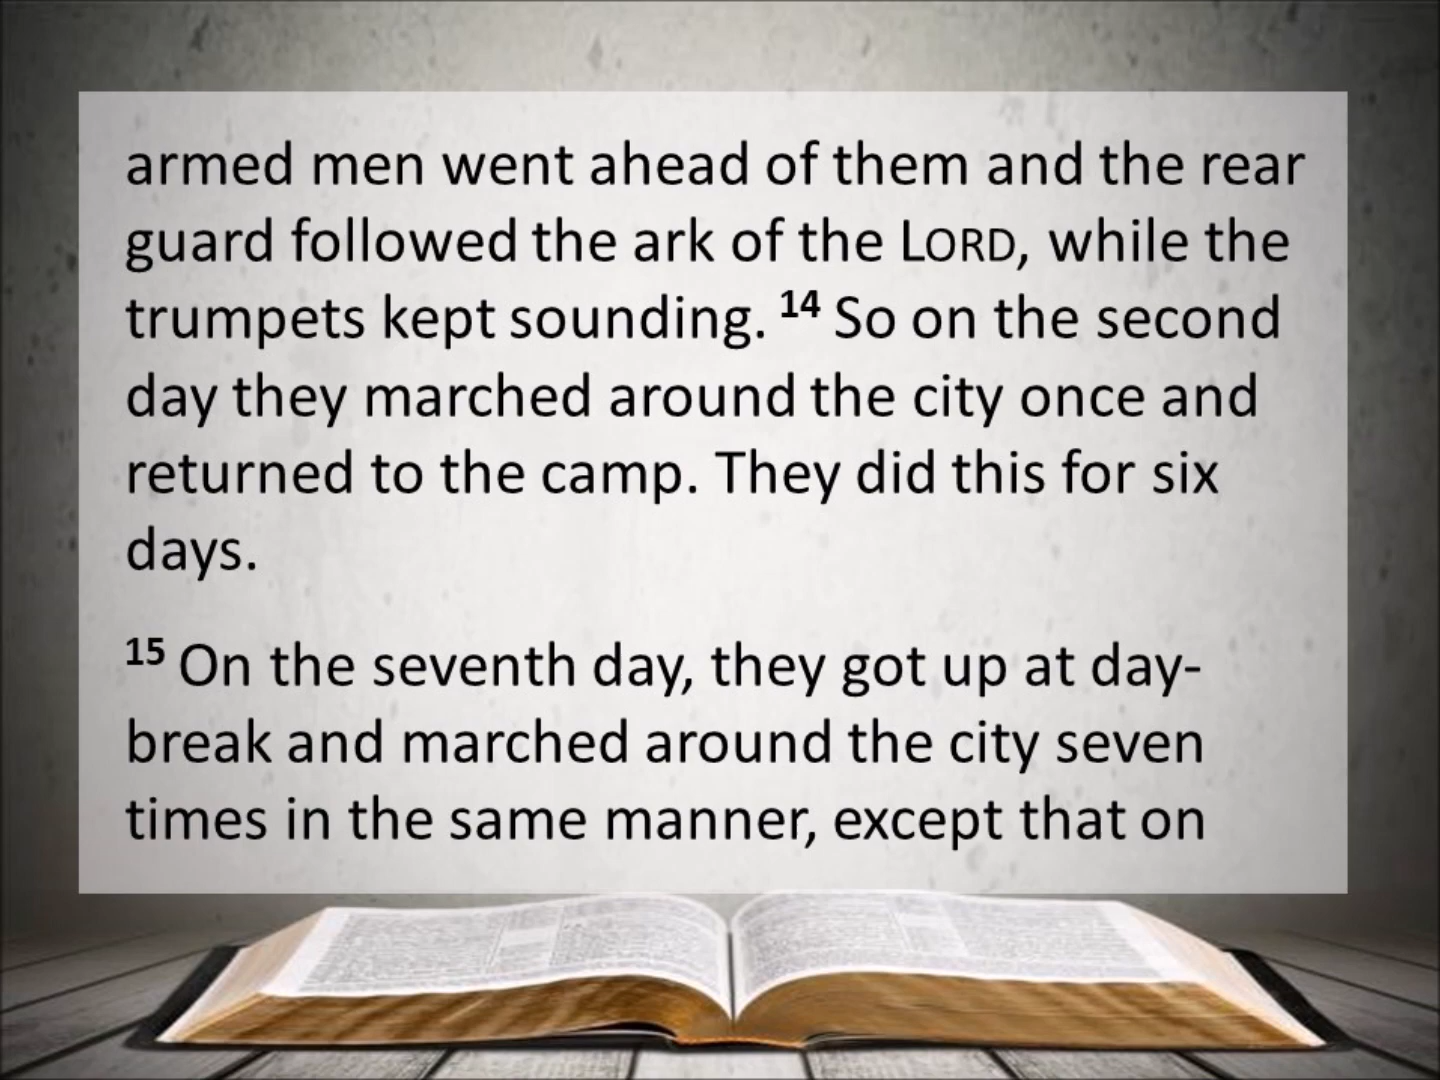 armed men went ahead of them and the rear
guard followed the ark of the LORD, while the
trumpets kept sounding. 14 So on the second
day they marched around the city once and
returned to the camp. They did this for six
days.
15 On the seventh day, they got up at day-
break and marched around the city seven
times in the same manner, except that on